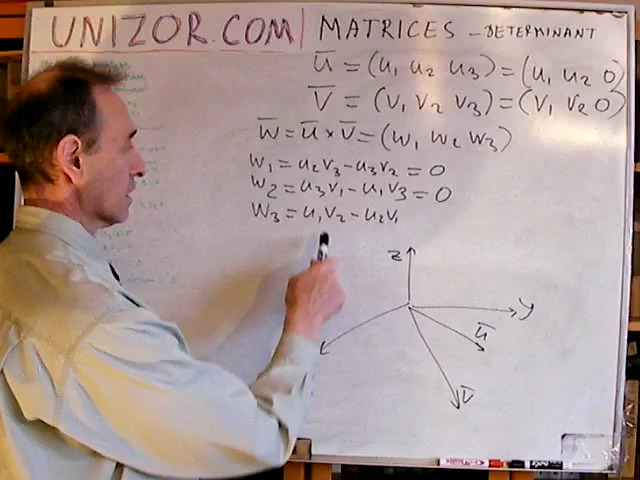 UNIZOR.COM | MATRICES - DETERMINANT
ū = (u₁ u₂ u₃) = (u₁ u₂ 0)
v̄ = (v₁ v₂ v₃) = (v₁ v₂ 0)
w̄ = ū × v̄ = (w₁ w₂ w₃)
w₁ = u₂v₃ - u₃v₂ = 0
w₂ = u₃v₁ - u₁v₃ = 0
w₃ = u₁v₂ - u₂v₁
z
y
ū
v̄